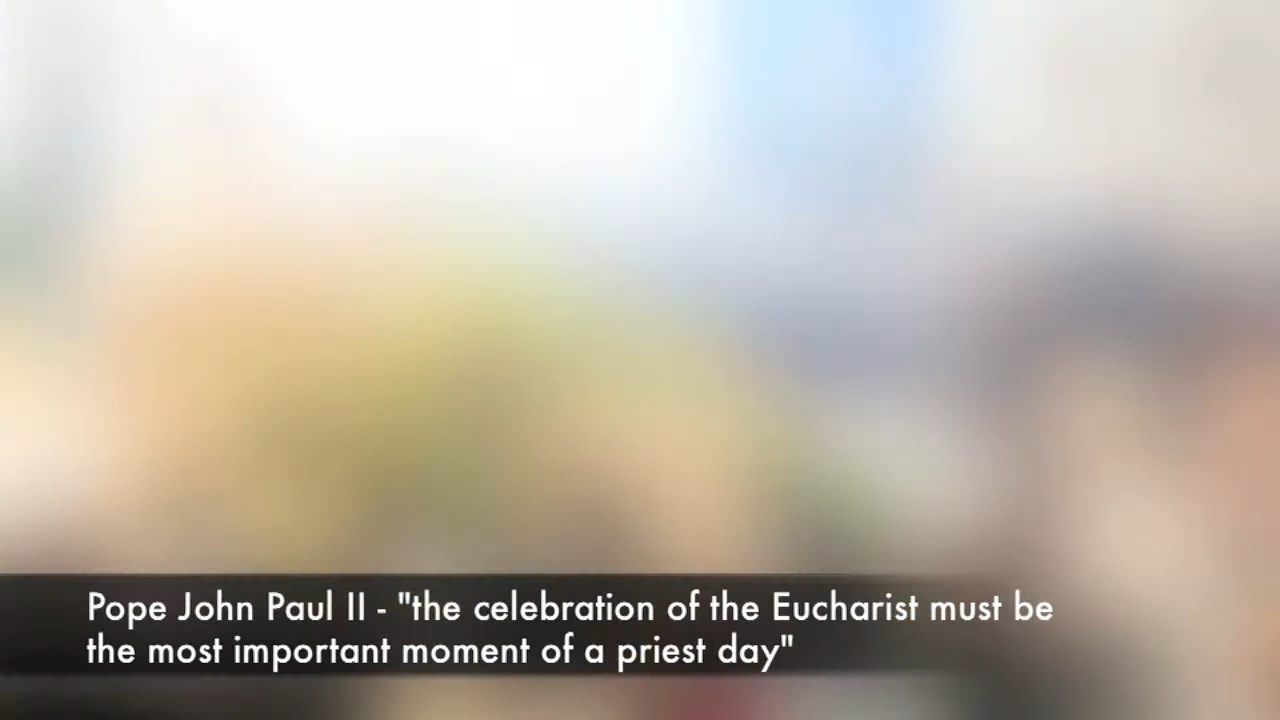 Pope John Paul II - "the celebration of the Eucharist must be
the most important moment of a priest day"